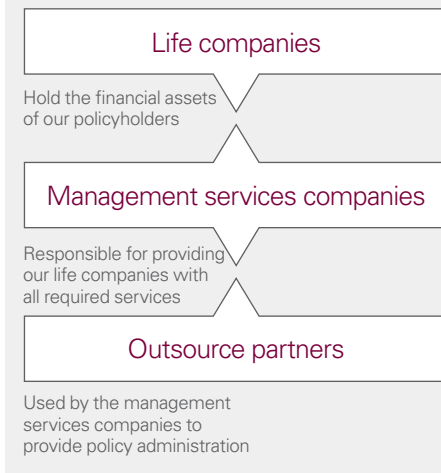 Life companies
Hold the financial assets
of our policyholders
Management services companies
Responsible for providing
our life companies with
all required services
Outsource partners
Used by the management
services companies to
provide policy administration